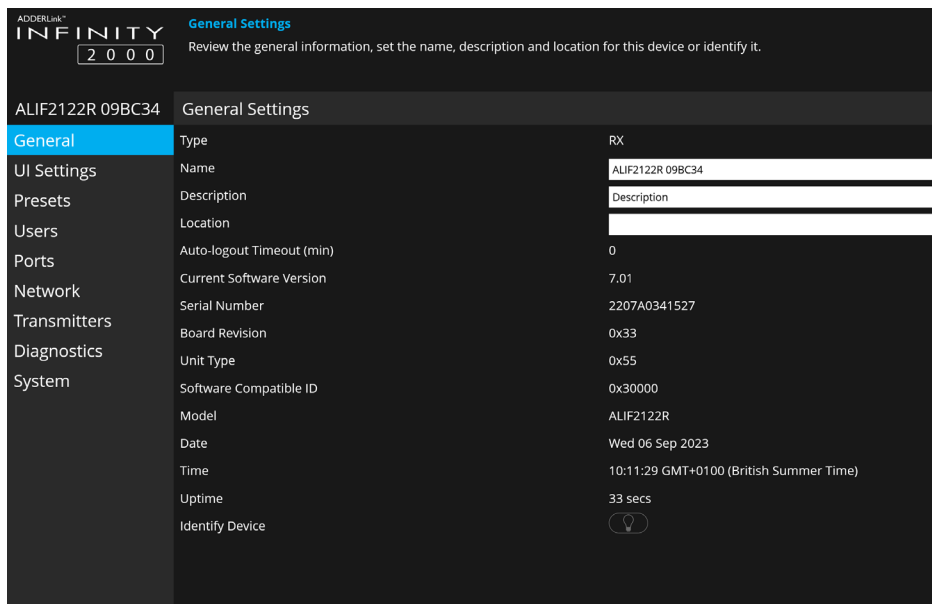 ADDERLink™
INFINITY
2000
General Settings
Review the general information, set the name, description and location for this device or identify it.
ALIF2122R 09BC34
General
UI Settings
Presets
Users
Ports
Network
Transmitters
Diagnostics
System
General Settings
Type RX
Name ALIF2122R 09BC34
Description Description
Location
Auto-logout Timeout (min) 0
Current Software Version 7.01
Serial Number 2207A0341527
Board Revision 0x33
Unit Type 0x55
Software Compatible ID 0x30000
Model ALIF2122R
Date Wed 06 Sep 2023
Time 10:11:29 GMT+0100 (British Summer Time)
Uptime 33 secs
Identify Device